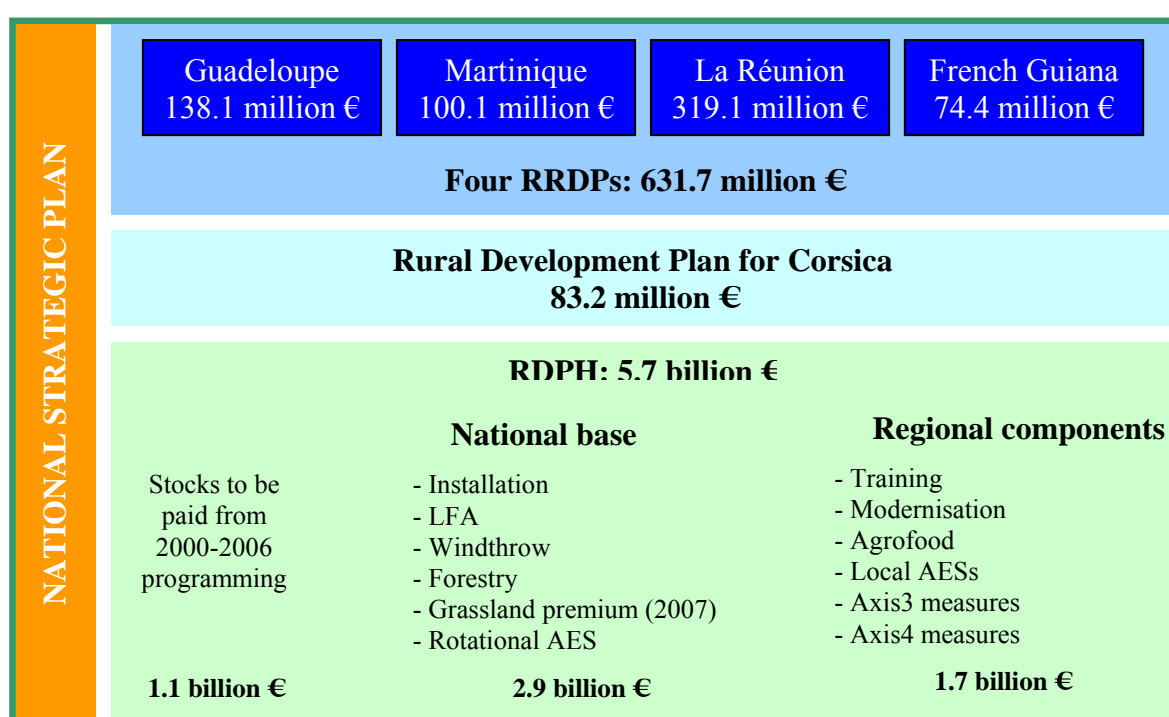 NATIONAL STRATEGIC PLAN
Guadeloupe
138.1 million €
Martinique
100.1 million €
La Réunion
319.1 million €
French Guiana
74.4 million €
Four RRDPs: 631.7 million €
Rural Development Plan for Corsica
83.2 million €
RDPH: 5.7 billion €
Stocks to be
paid from
2000-2006
programming
1.1 billion €
National base
- Installation
- LFA
- Windthrow
- Forestry
- Grassland premium (2007)
- Rotational AES
2.9 billion €
Regional components
- Training
- Modernisation
- Agrofood
- Local AESs
- Axis3 measures
- Axis4 measures
1.7 billion €